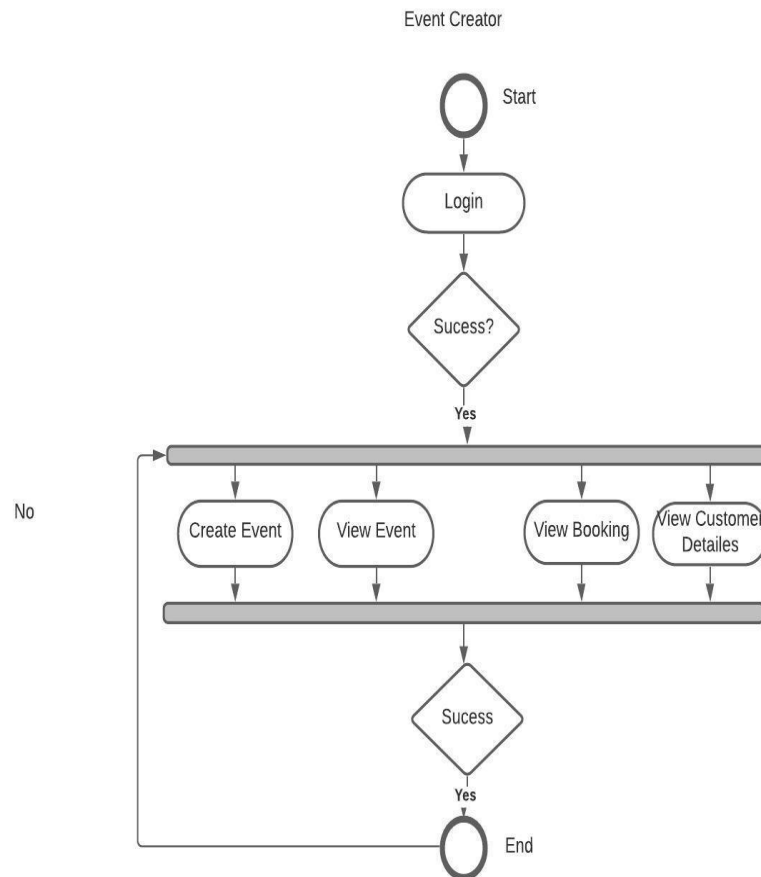 Event Creator
Start
Login
Sucess?
Yes
No
Create Event
View Event
View Booking
View Customer
Detailes
Sucess
Yes
End